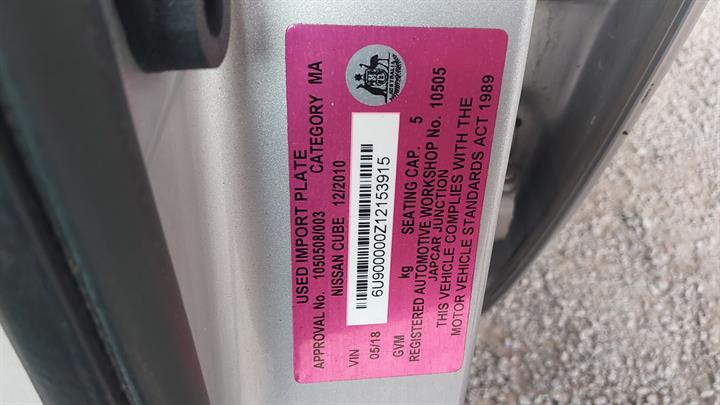 USED IMPORT PLATE
APPROVAL No. 1050508/003 CATEGORY MA
NISSAN CUBE 12/2010
VIN 6U900000Z12153915
05/18
GVM kg SEATING CAP. 5
REGISTERED AUTOMOTIVE WORKSHOP No. 10505
JAPCAR JUNCTION
THIS VEHICLE COMPLIES WITH THE
MOTOR VEHICLE STANDARDS ACT 1989